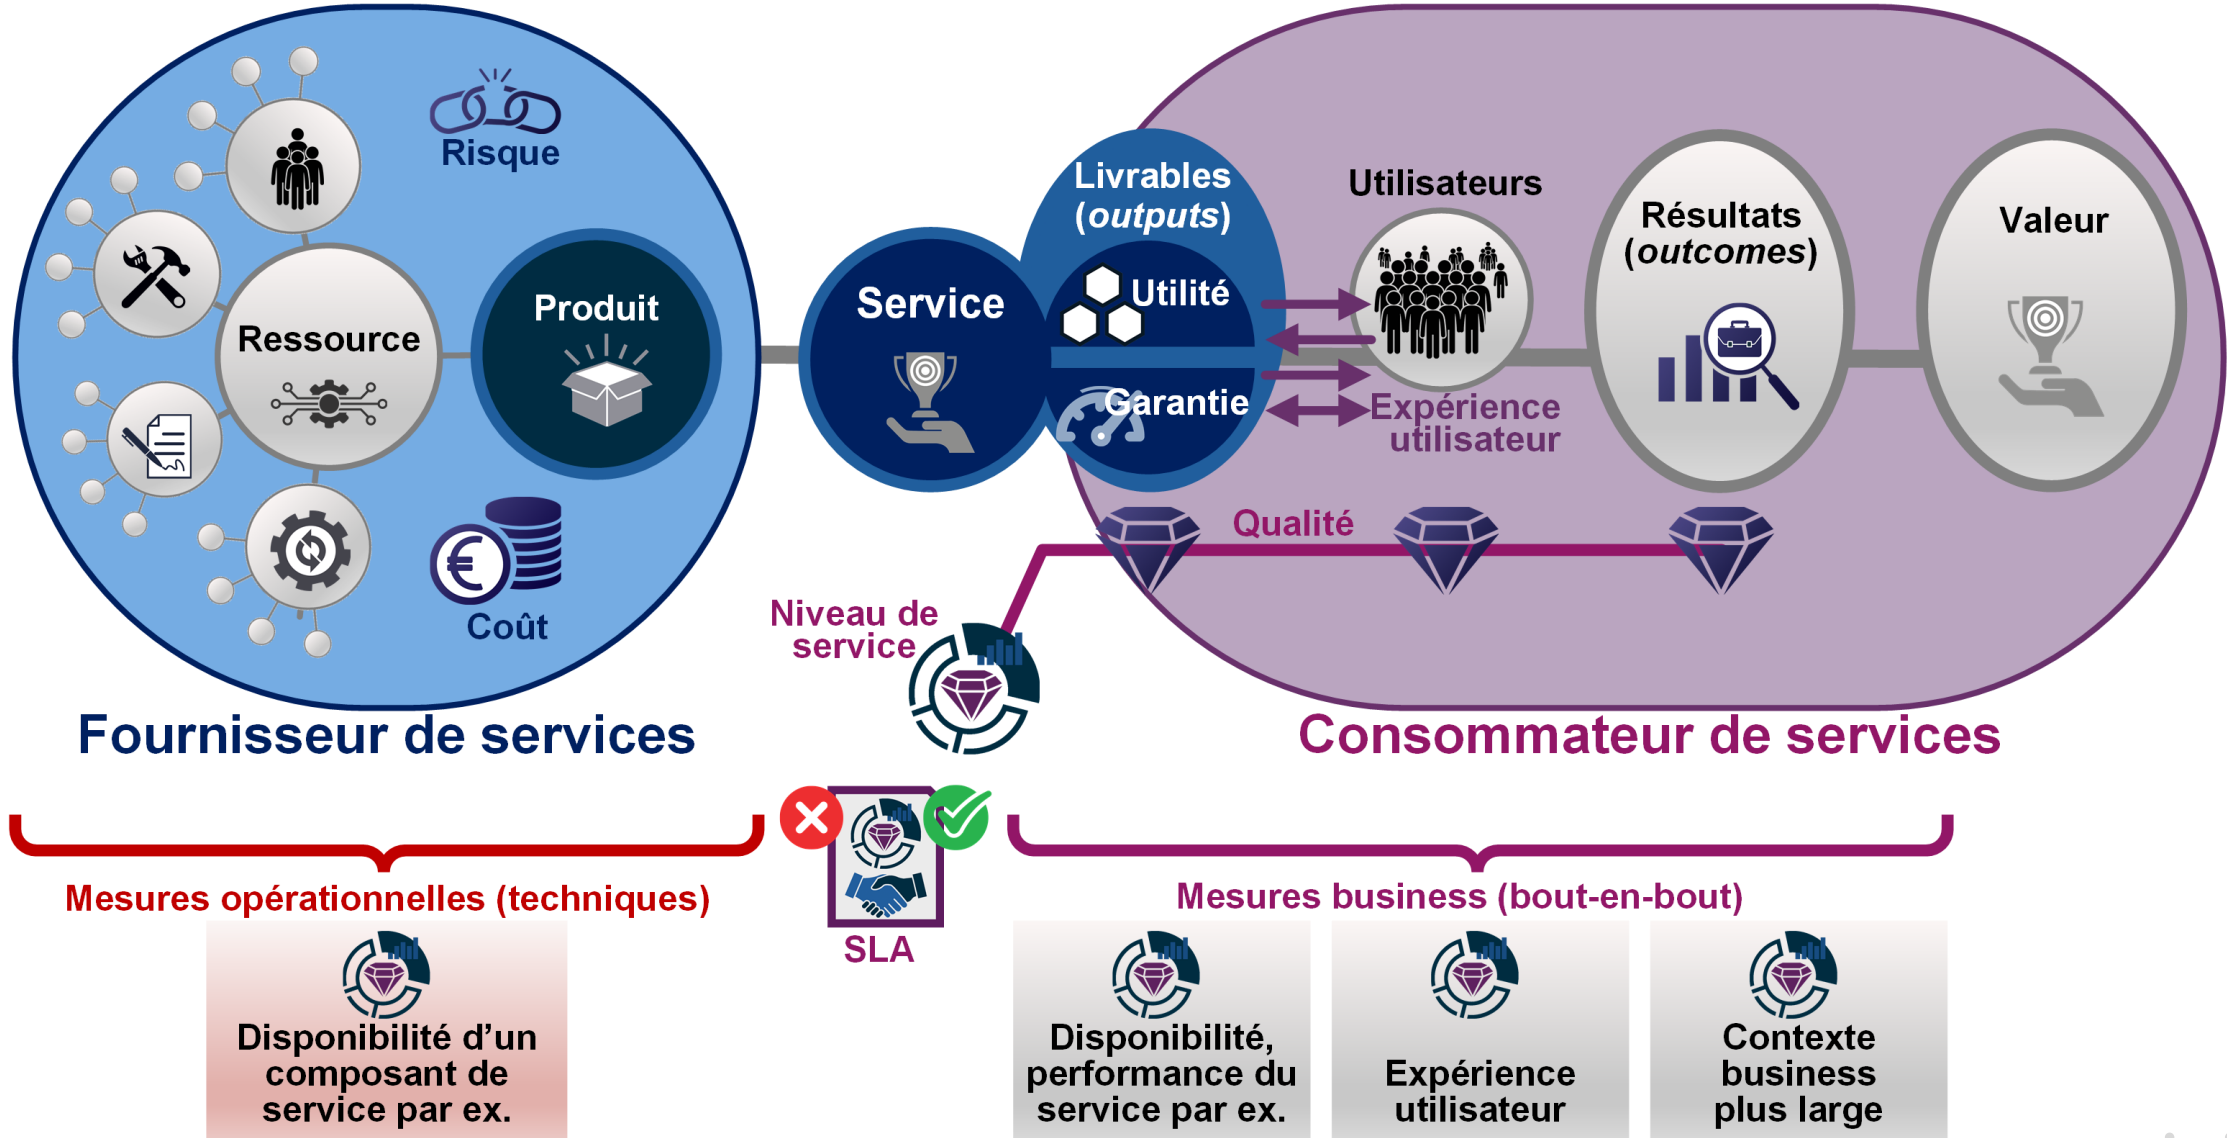 Risque
Ressource
Produit
Coût
Fournisseur de services
Service
Livrables
(outputs)
Utilité
Garantie
Utilisateurs
Expérience
utilisateur
Résultats
(outcomes)
Valeur
Qualité
Niveau de
service
Consommateur de services
Mesures opérationnelles (techniques)
SLA
Mesures business (bout-en-bout)
Disponibilité d’un
composant de
service par ex.
Disponibilité,
performance du
service par ex.
Expérience
utilisateur
Contexte
business
plus large